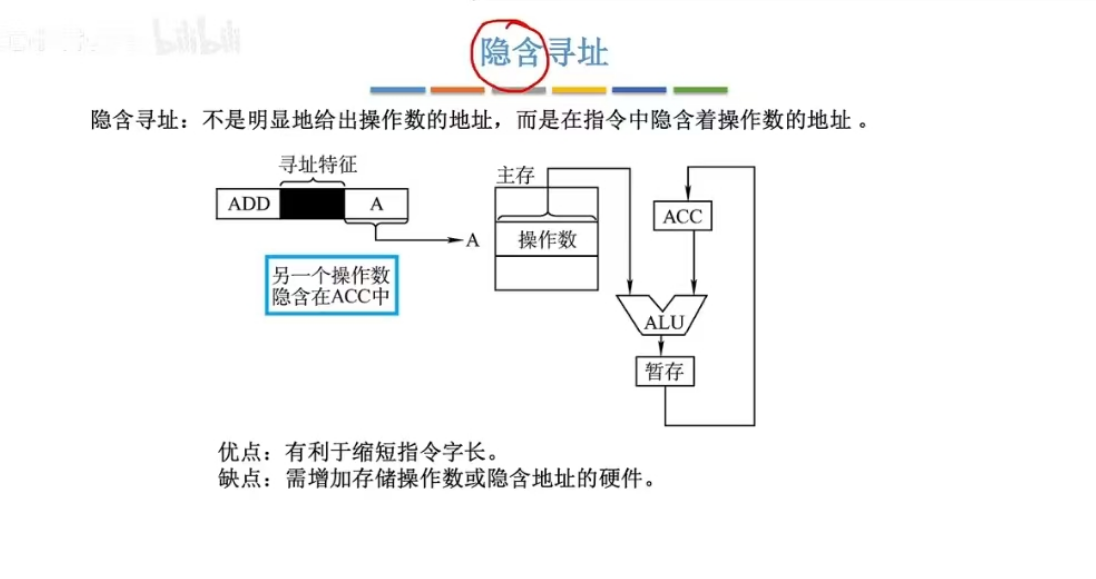 bilibili
隐含寻址
隐含寻址：不是明显地给出操作数的地址，而是在指令中隐含着操作数的地址 。
寻址特征
ADD
A
A
另一个操作数
隐含在ACC中
主存
操作数
ACC
ALU
暂存
优点：有利于缩短指令字长。
缺点：需增加存储操作数或隐含地址的硬件。